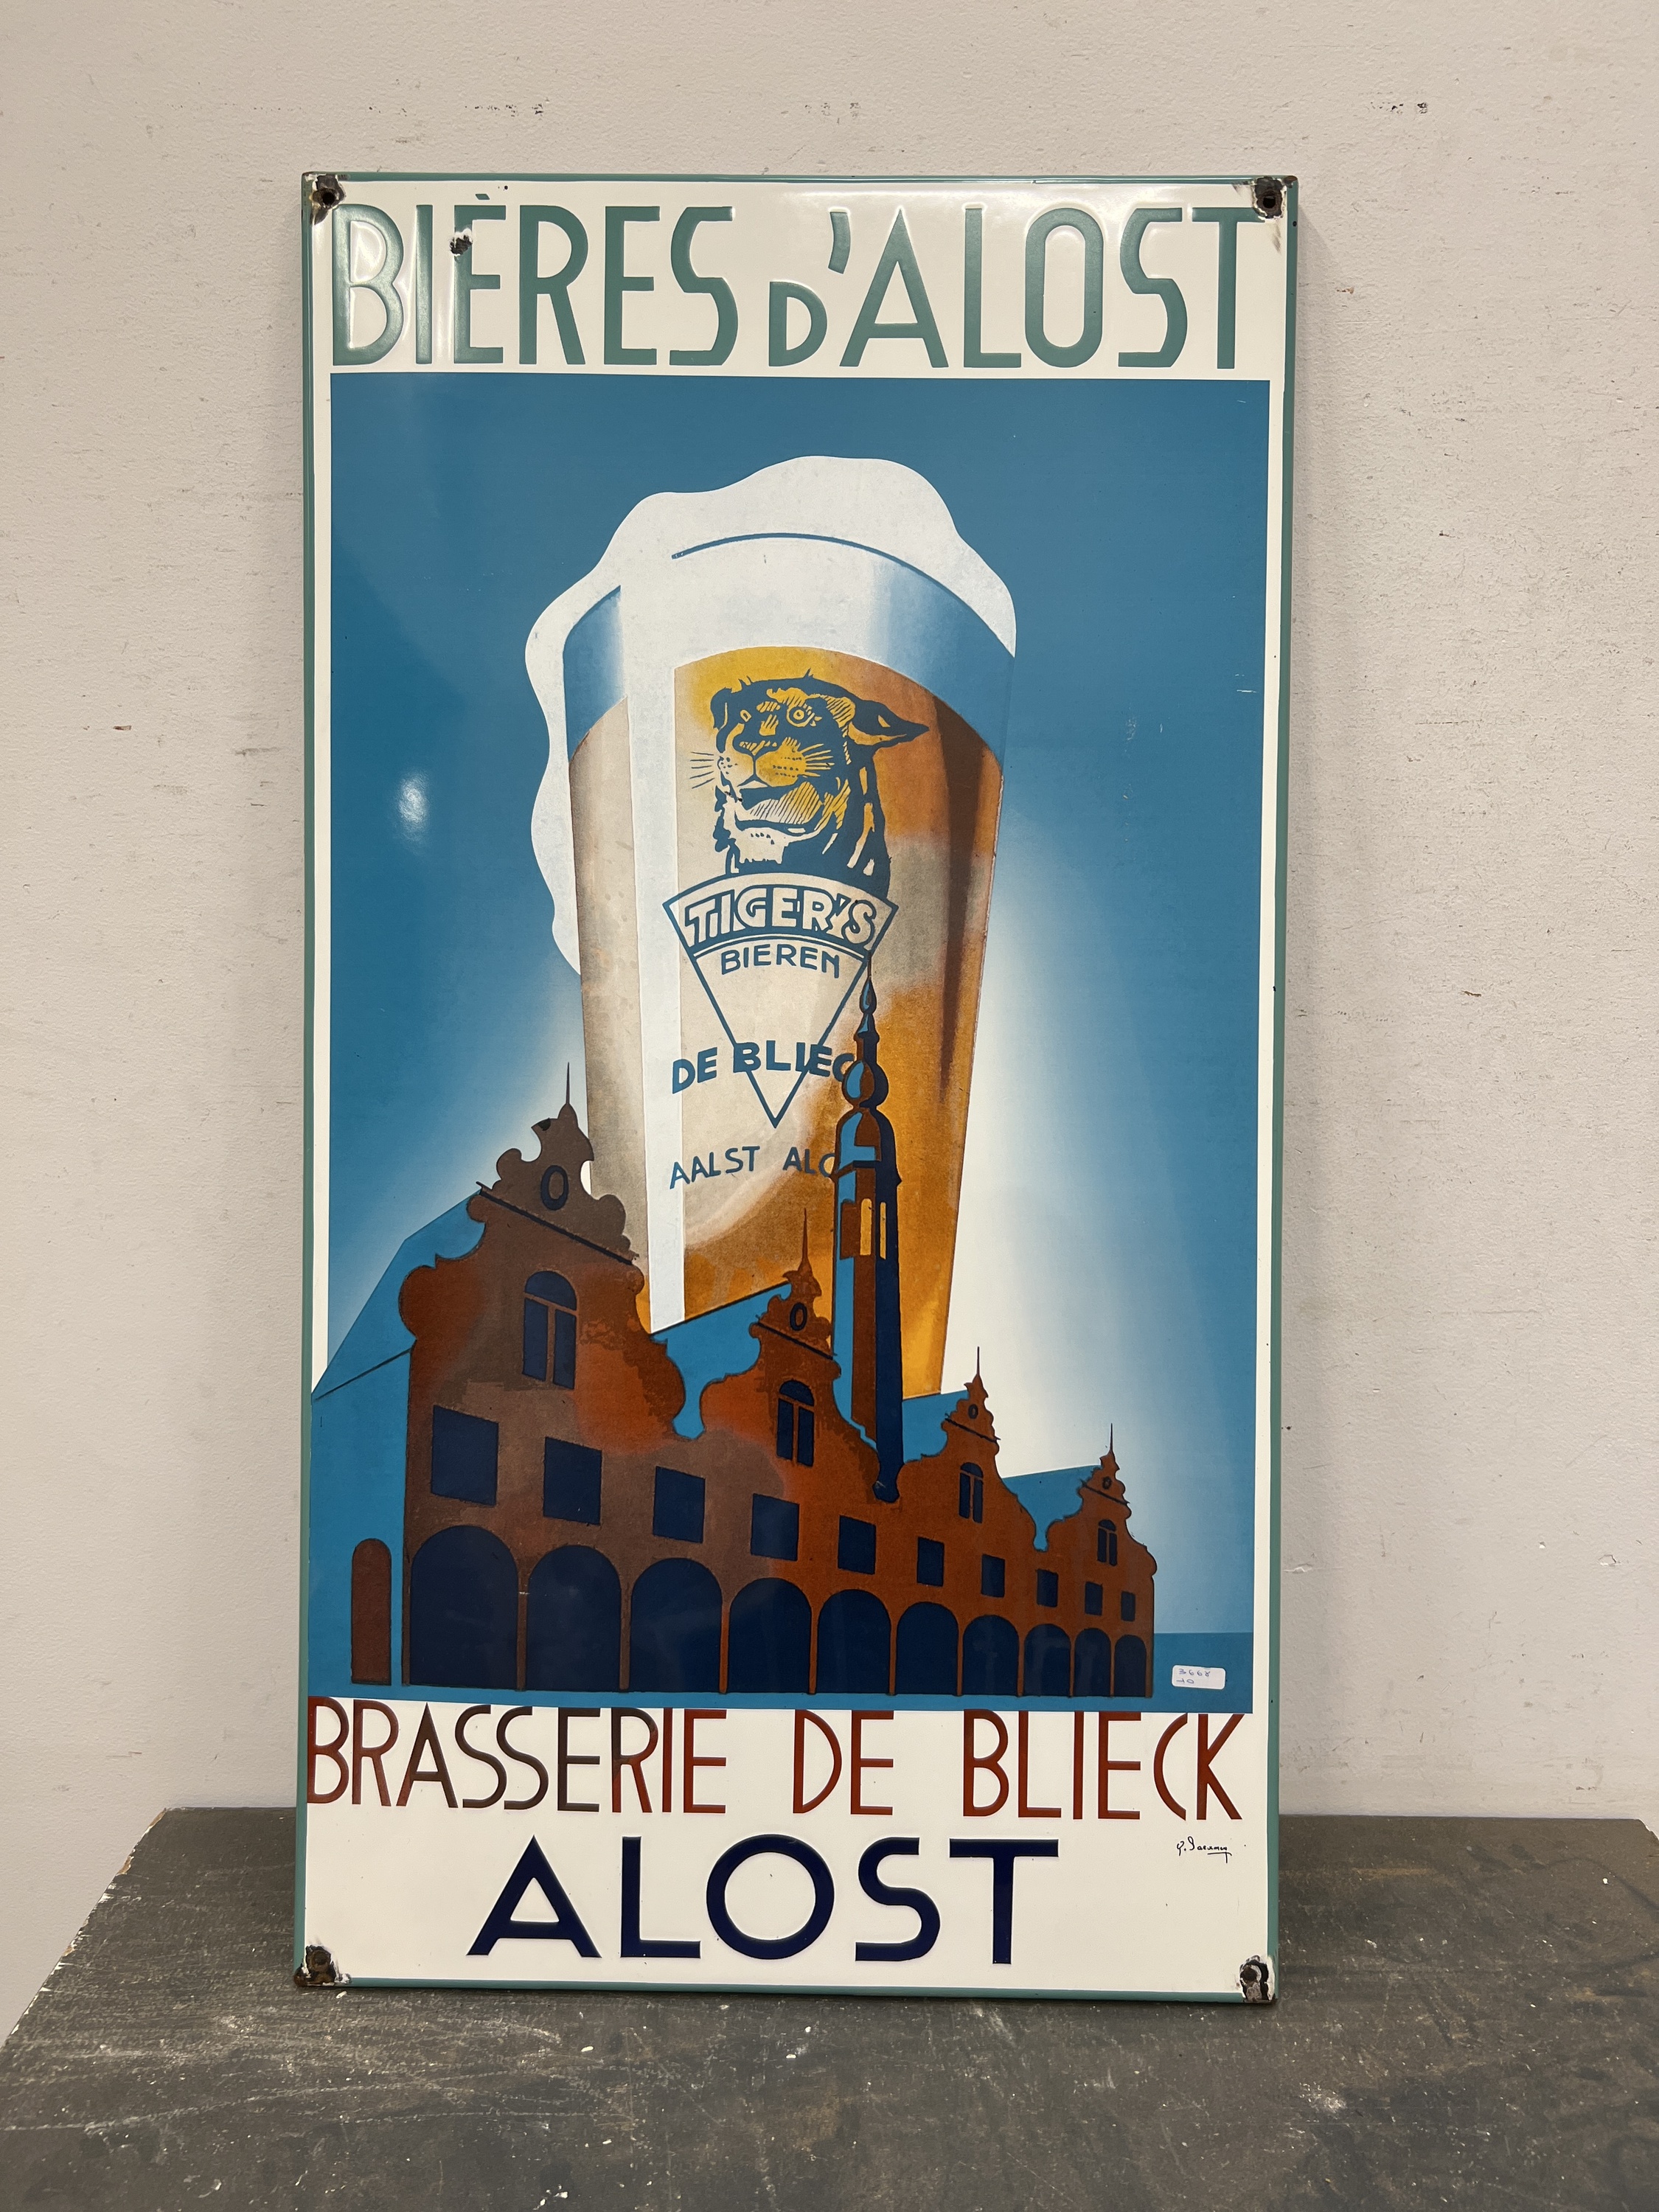 BIÈRES D'ALOST
TIGER'S
BIEREN
DE BLIEC
AALST ALO
BRASSERIE DE BLIECK
ALOST